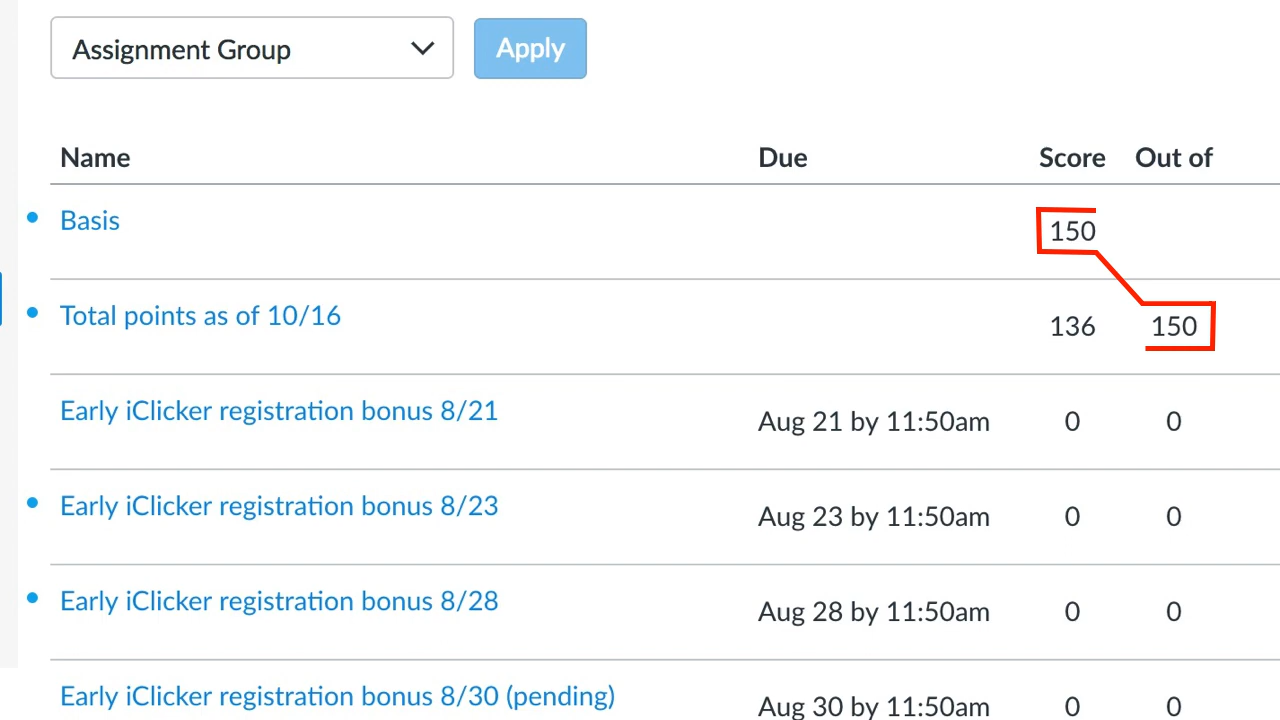 Assignment Group Apply
Name Due Score Out of
Basis 150
Total points as of 10/16 136 150
Early iClicker registration bonus 8/21 Aug 21 by 11:50am 0 0
Early iClicker registration bonus 8/23 Aug 23 by 11:50am 0 0
Early iClicker registration bonus 8/28 Aug 28 by 11:50am 0 0
Early iClicker registration bonus 8/30 (pending) Aug 30 by 11:50am 0 0